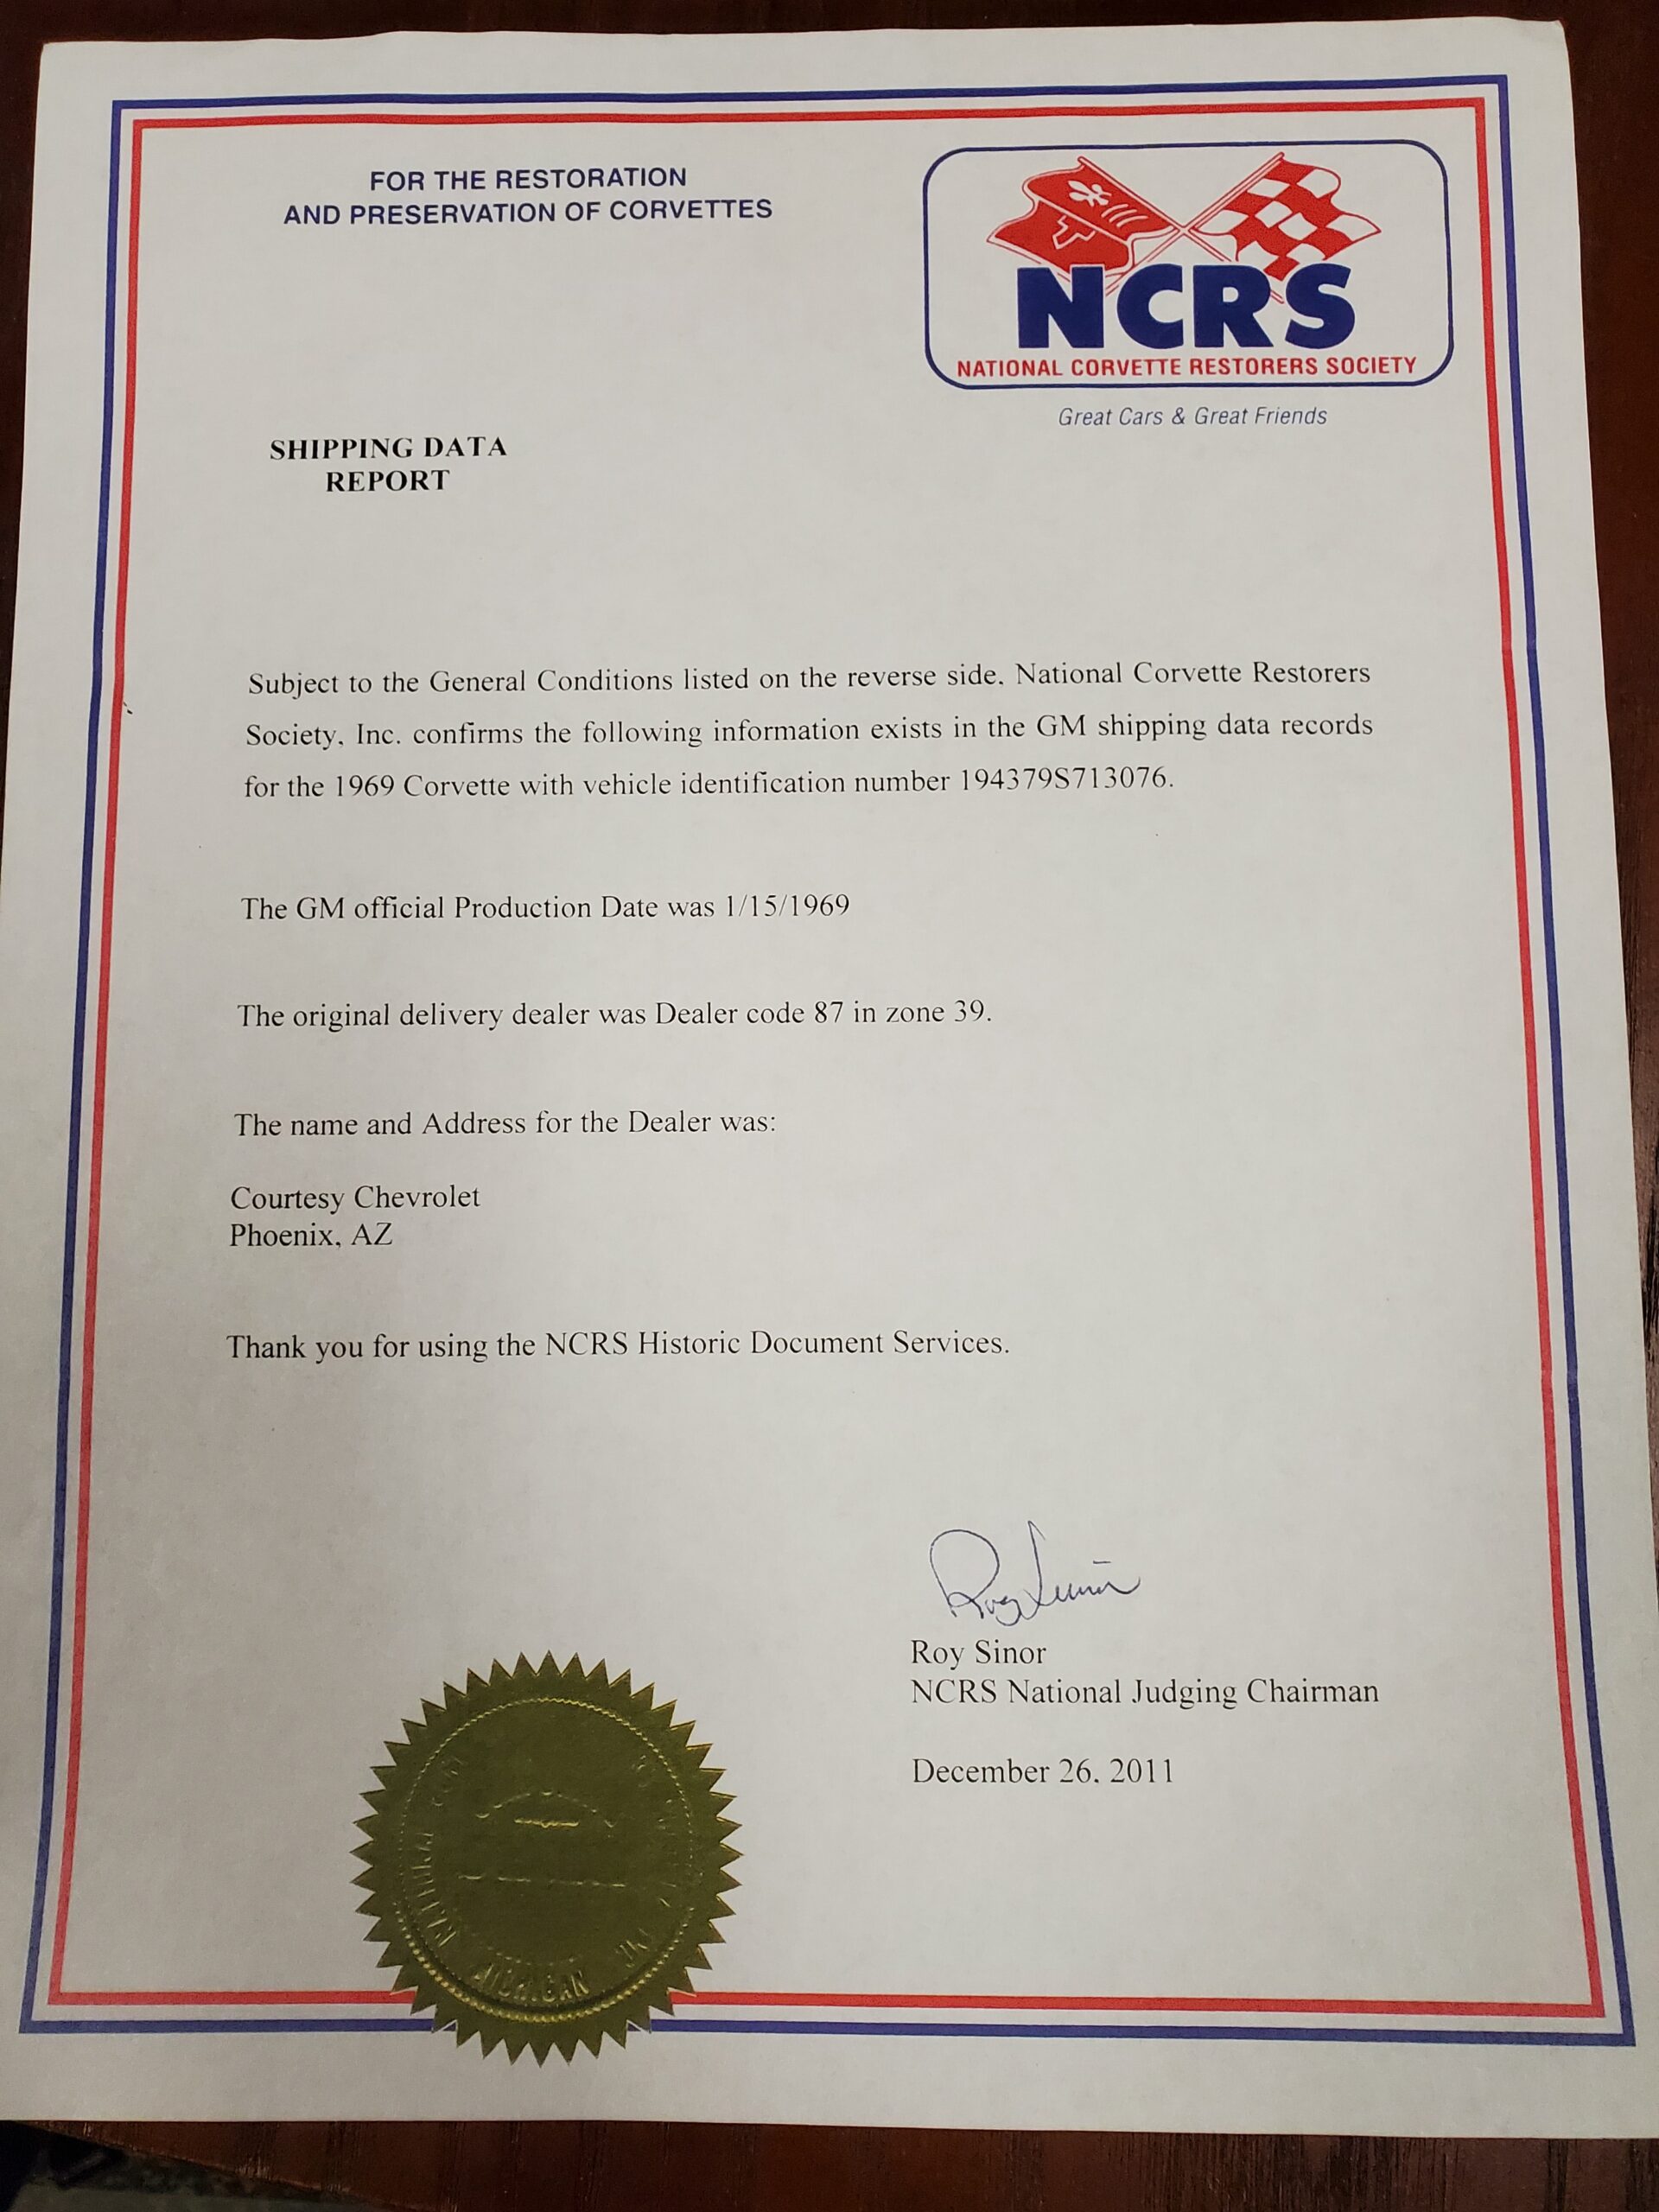 FOR THE RESTORATION
AND PRESERVATION OF CORVETTES
NCRS
NATIONAL CORVETTE RESTORERS SOCIETY
Great Cars & Great Friends
SHIPPING DATA
REPORT
Subject to the General Conditions listed on the reverse side, National Corvette Restorers
Society, Inc. confirms the following information exists in the GM shipping data records
for the 1969 Corvette with vehicle identification number 194379S713076.
The GM official Production Date was 1/15/1969
The original delivery dealer was Dealer code 87 in zone 39.
The name and Address for the Dealer was:
Courtesy Chevrolet
Phoenix, AZ
Thank you for using the NCRS Historic Document Services.
Roy Sinor
Roy Sinor
NCRS National Judging Chairman
December 26, 2011
MICHIGAN